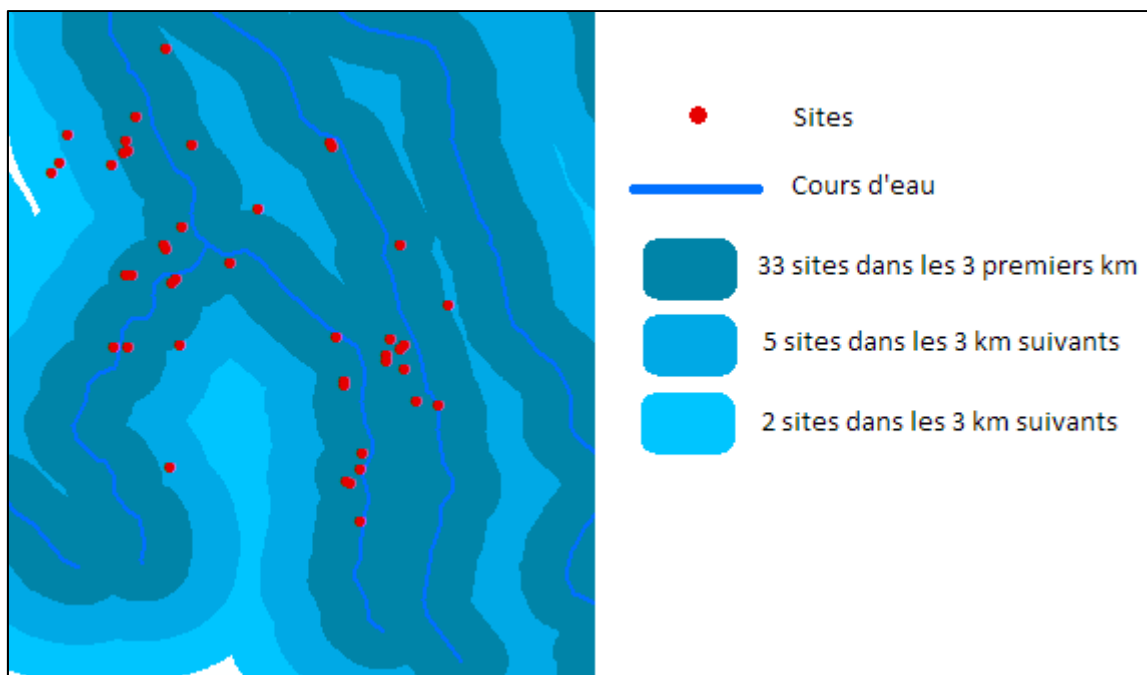 Sites
Cours d'eau
33 sites dans les 3 premiers km
5 sites dans les 3 km suivants
2 sites dans les 3 km suivants